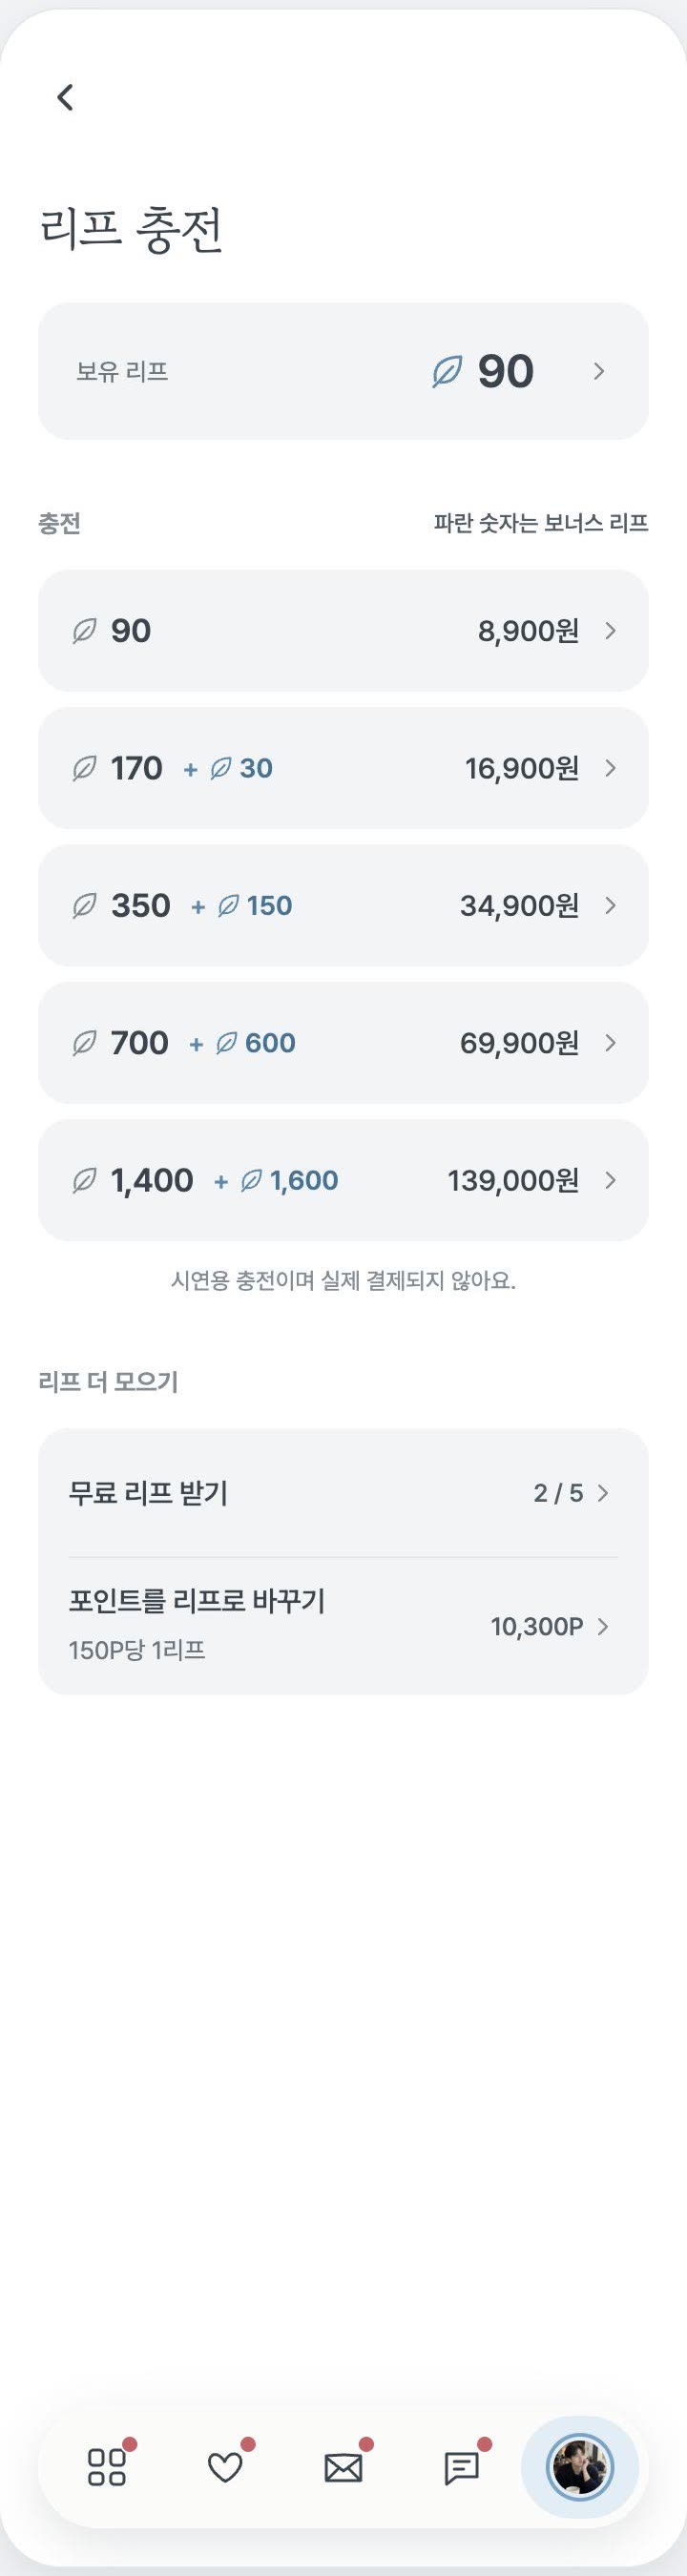 리프 충전
보유 리프 90
충전 파란 숫자는 보너스 리프
90 8,900원
170 + 30 16,900원
350 + 150 34,900원
700 + 600 69,900원
1,400 + 1,600 139,000원
시연용 충전이며 실제 결제되지 않아요.
리프 더 모으기
무료 리프 받기 2 / 5
포인트를 리프로 바꾸기
10,300P
150P당 1리프